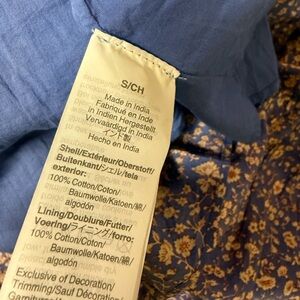 S/CH
Made in India
Fabriqué en Inde
In Indien Hergestellt
Vervaardigd in India
インド製
Hecho en India
Shell/Extérieur/Oberstoff/
Buitenkant/シェル/tela
exterior:
100% Cotton/Coton/
Baumwolle/Katoen/綿/
algodón
Lining/Doublure/Futter/
Voering/ライニング/forro:
100% Cotton/Coton/
Baumwolle/Katoen/綿/
algodón
Exclusive of Decoration/
Trimming/Sauf Décoration/